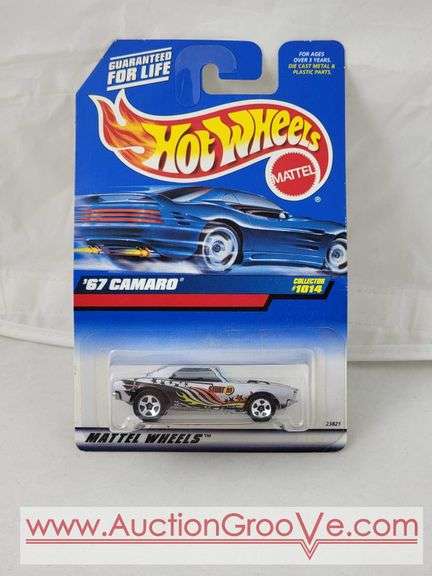 GUARANTEED
FOR LIFE
FOR AGES
OVER 3 YEARS.
DIE CAST METAL &
PLASTIC PARTS.
Hot Wheels
MATTEL
®
'67 CAMARO
COLLECTOR
#1014
MATTEL WHEELS™
23821
www.AuctionGrooVe.com